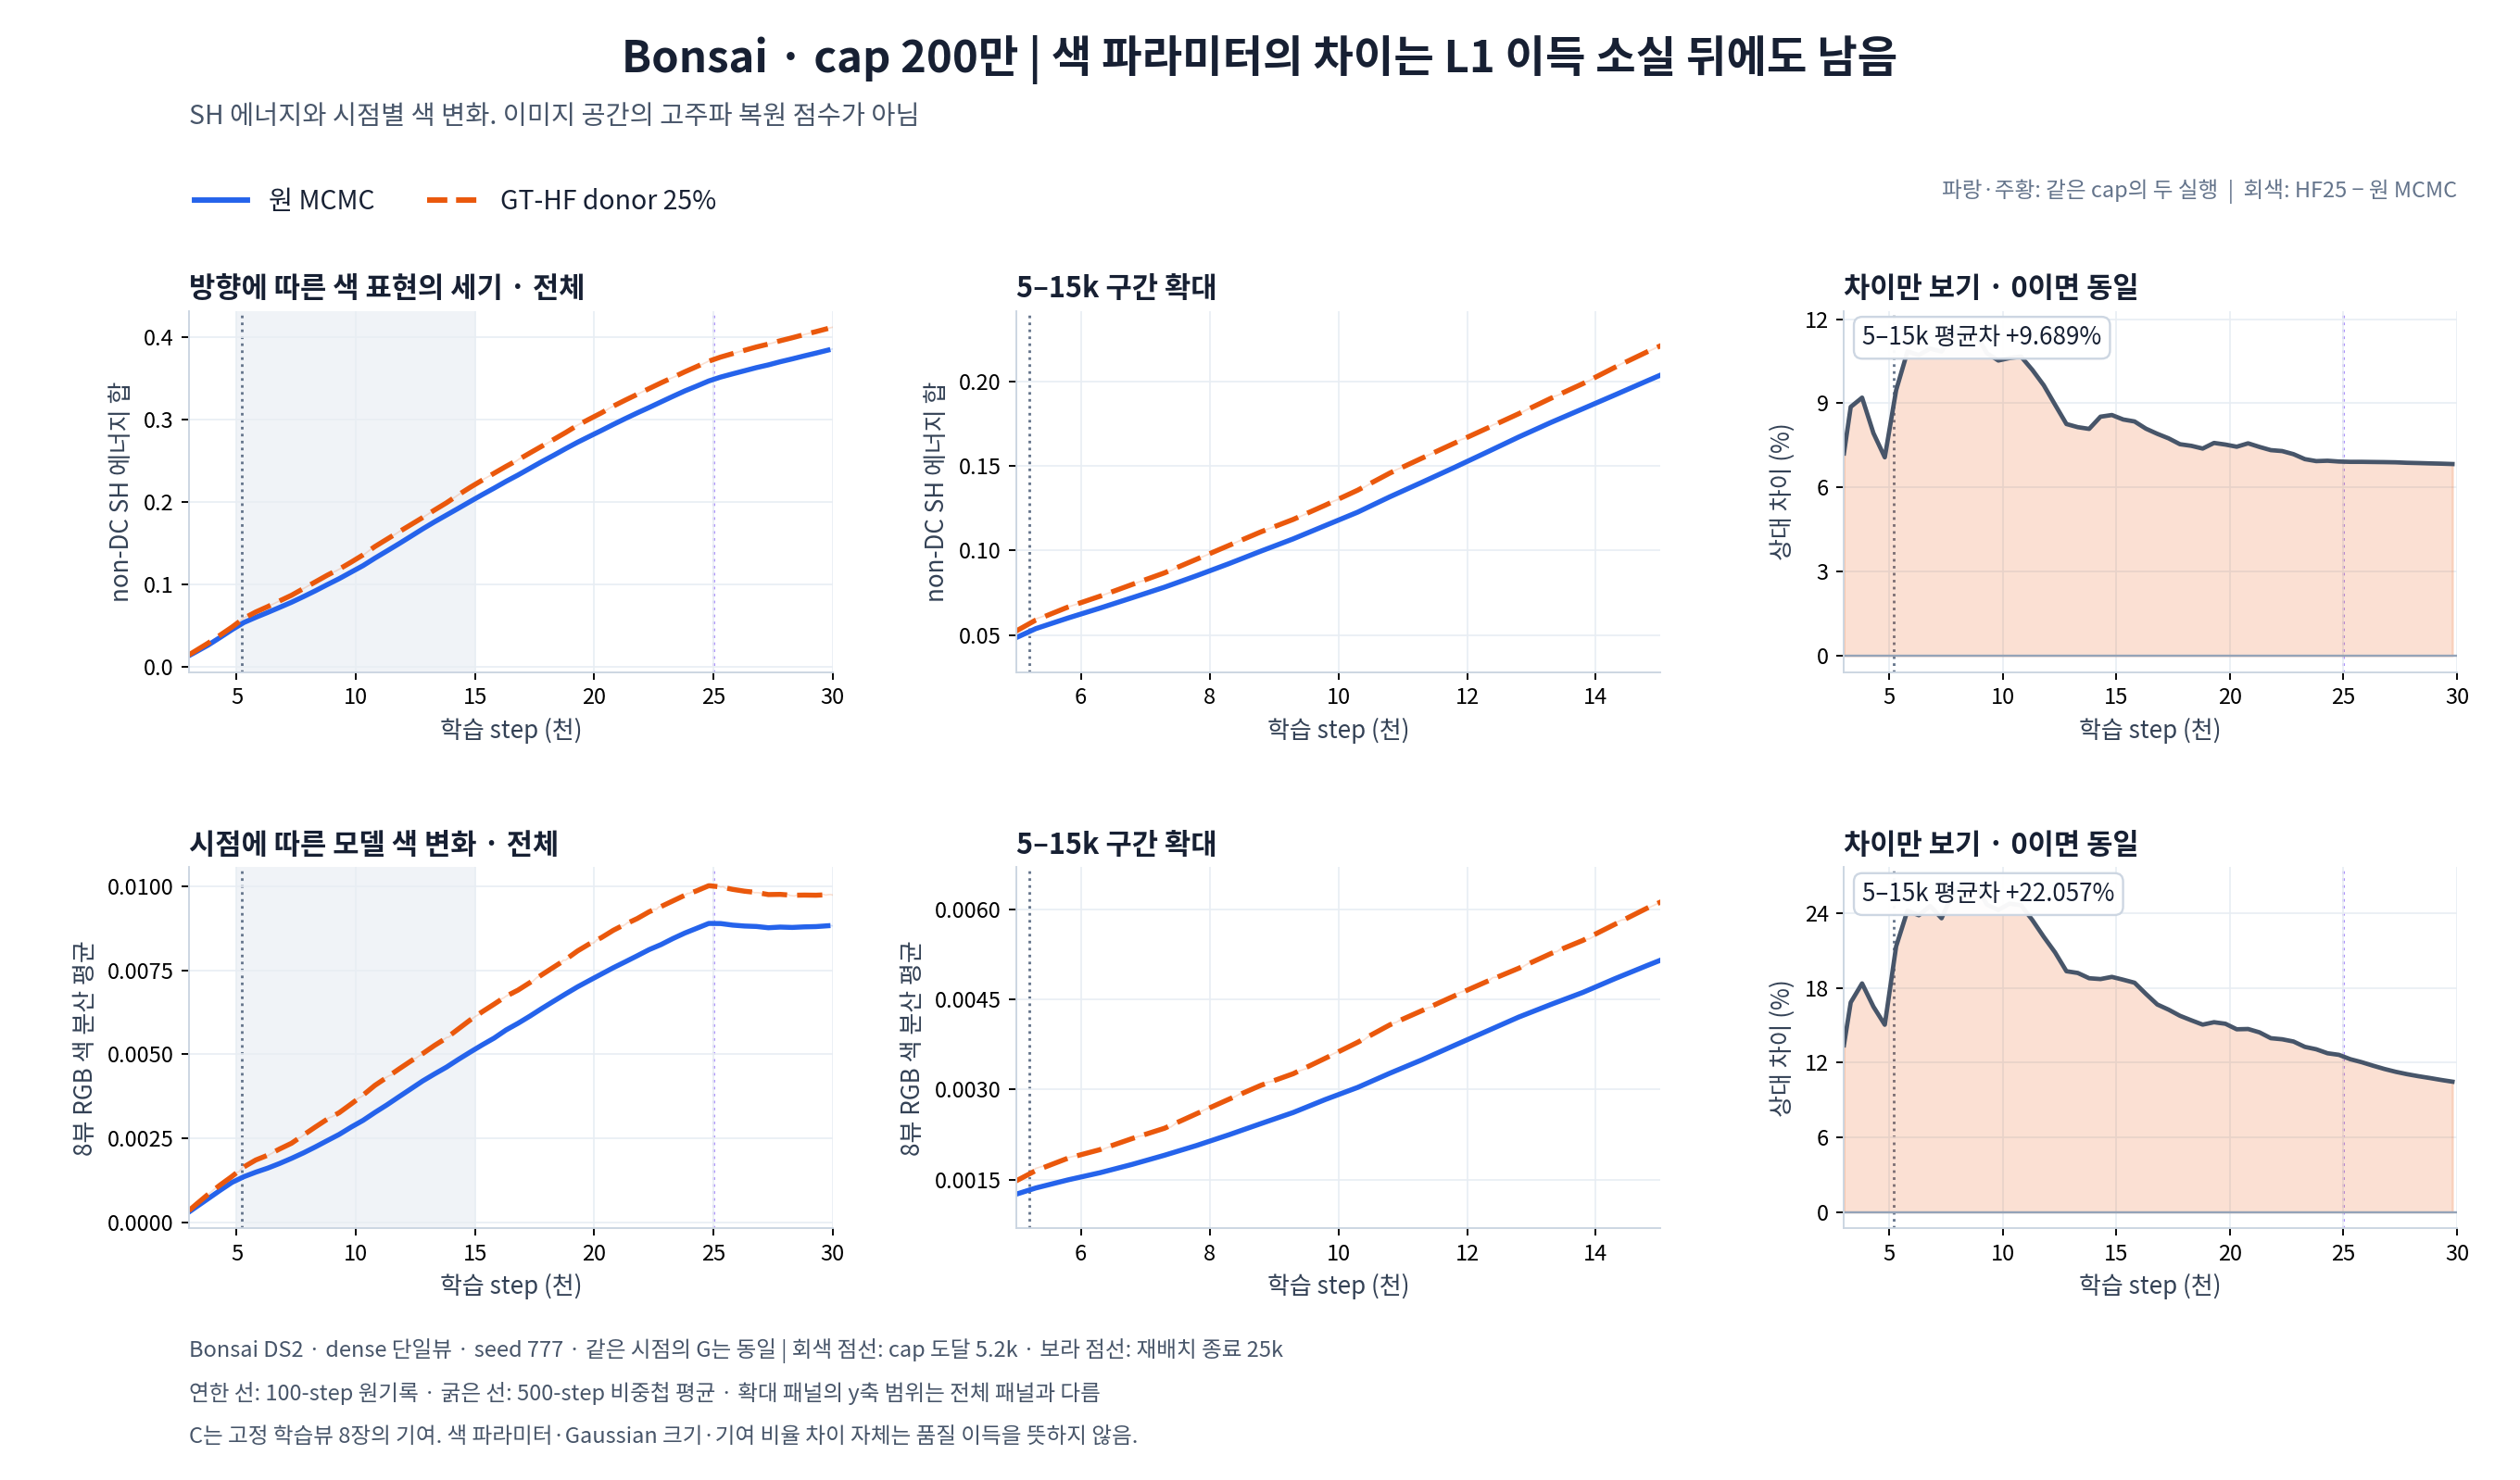 Bonsai · cap 200만 | 색 파라미터의 차이는 L1 이득 소실 뒤에도 남음
SH 에너지와 시점별 색 변화. 이미지 공간의 고주파 복원 점수가 아님
원 MCMC
GT-HF donor 25%
파랑·주황: 같은 cap의 두 실행 | 회색: HF25 − 원 MCMC
방향에 따른 색 표현의 세기 · 전체
non-DC SH 에너지 합
0.4
0.3
0.2
0.1
0.0
5 10 15 20 25 30
학습 step (천)
5–15k 구간 확대
non-DC SH 에너지 합
0.20
0.15
0.10
0.05
6 8 10 12 14
학습 step (천)
차이만 보기 · 0이면 동일
5–15k 평균차 +9.689%
상대 차이 (%)
12
9
6
3
0
5 10 15 20 25 30
학습 step (천)
시점에 따른 모델 색 변화 · 전체
8뷰 RGB 색 분산 평균
0.0100
0.0075
0.0050
0.0025
0.0000
5 10 15 20 25 30
학습 step (천)
5–15k 구간 확대
8뷰 RGB 색 분산 평균
0.0060
0.0045
0.0030
0.0015
6 8 10 12 14
학습 step (천)
차이만 보기 · 0이면 동일
5–15k 평균차 +22.057%
상대 차이 (%)
24
18
12
6
0
5 10 15 20 25 30
학습 step (천)
Bonsai DS2 · dense 단일뷰 · seed 777 · 같은 시점의 G는 동일 | 회색 점선: cap 도달 5.2k · 보라 점선: 재배치 종료 25k
연한 선: 100-step 원기록 · 굵은 선: 500-step 비중첩 평균 · 확대 패널의 y축 범위는 전체 패널과 다름
C는 고정 학습뷰 8장의 기여. 색 파라미터·Gaussian 크기·기여 비율 차이 자체는 품질 이득을 뜻하지 않음.